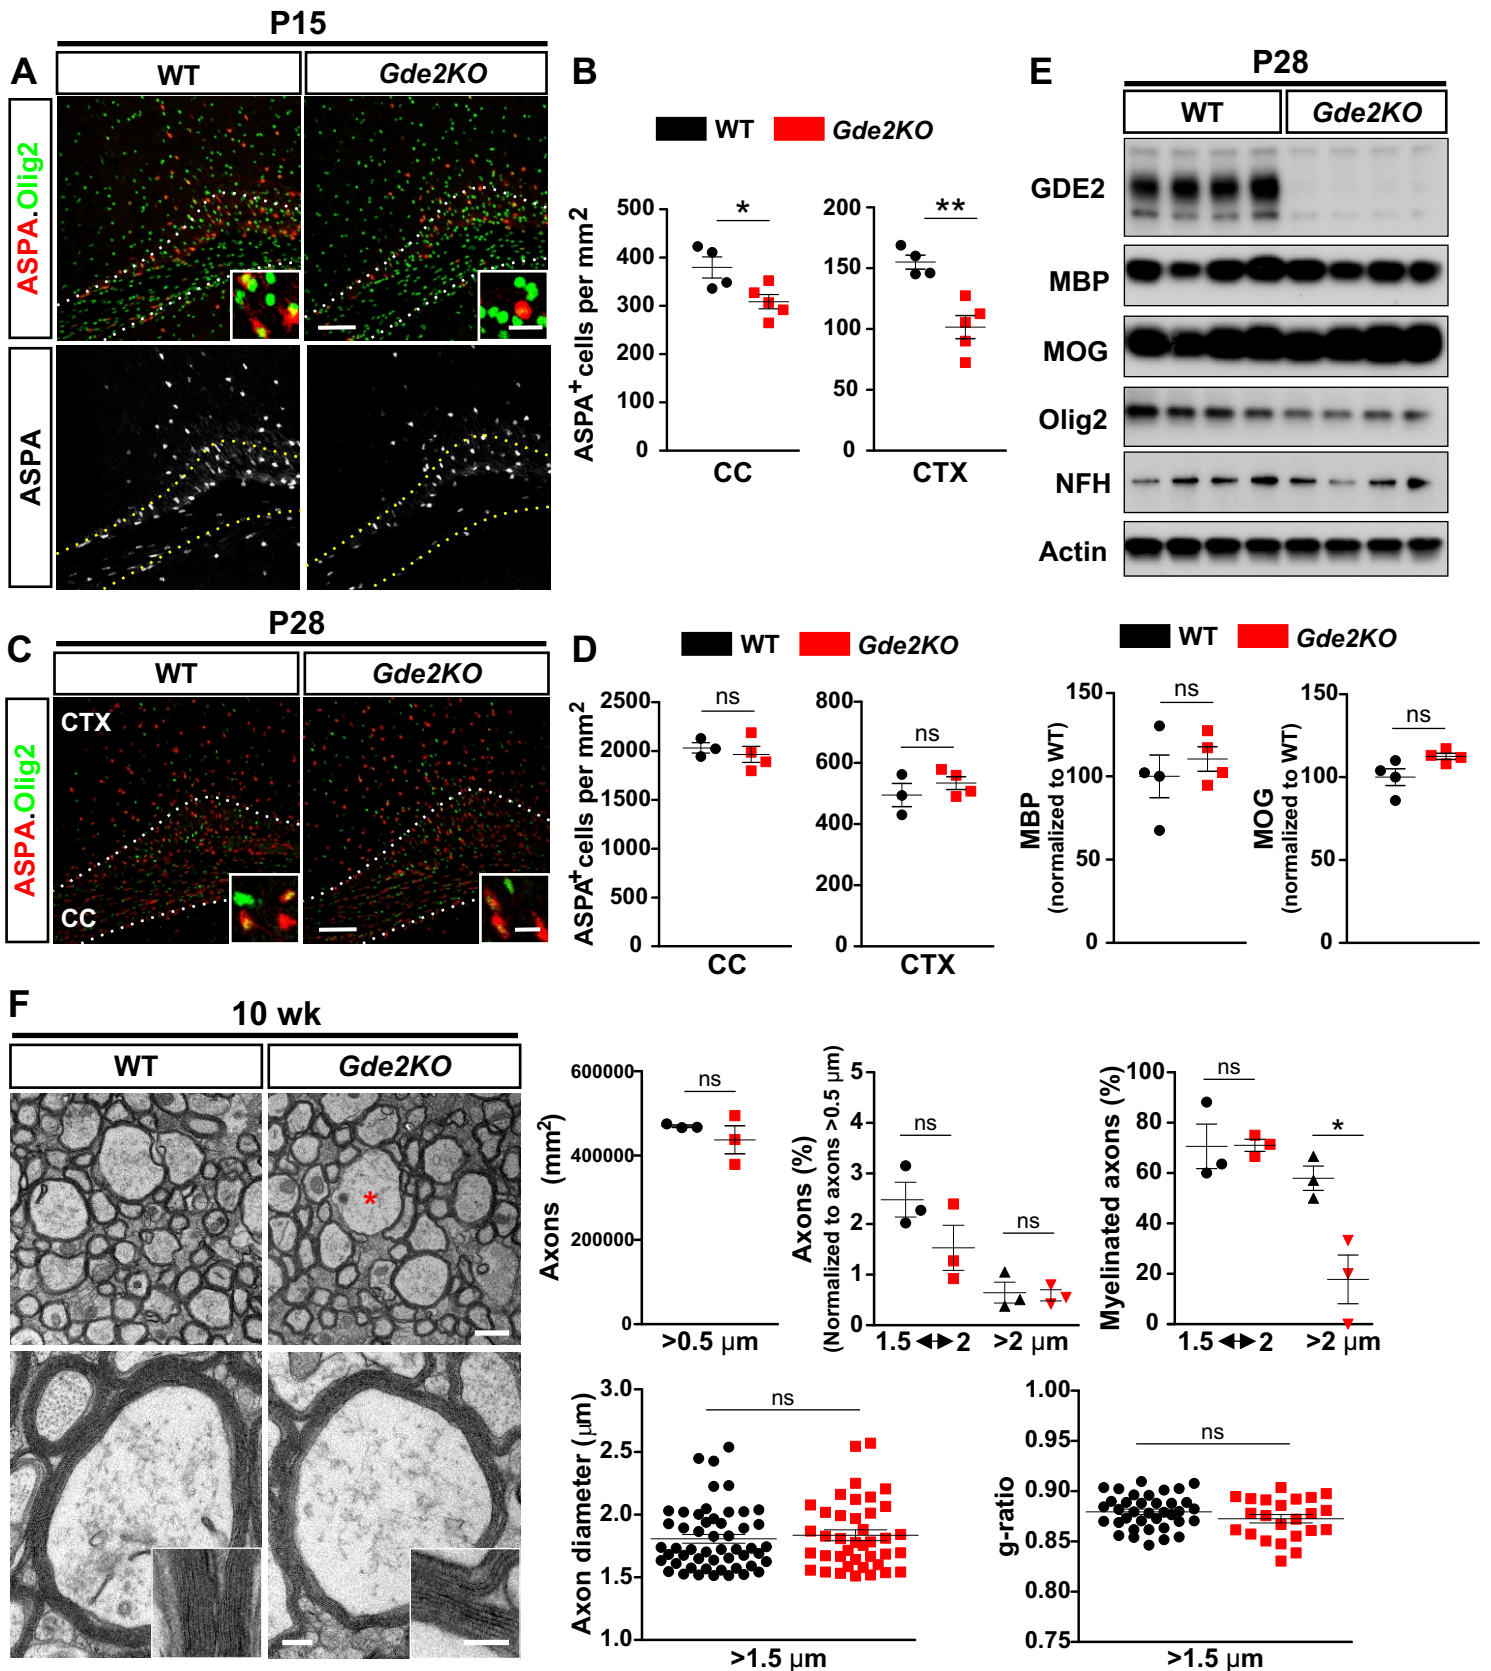 P15
A
WT
Gde2KO
ASPA.Olig2
ASPA
B
WT
Gde2KO
ASPA+ cells per mm2
500
400
300
200
100
0
*
CC
200
150
100
50
0
**
CTX
E
P28
WT
Gde2KO
GDE2
MBP
MOG
Olig2
NFH
Actin
WT
Gde2KO
MBP
(normalized to WT)
150
100
50
0
ns
MOG
(normalized to WT)
150
100
50
0
ns
C
P28
WT
Gde2KO
ASPA.Olig2
CTX
CC
D
WT
Gde2KO
ASPA+ cells per mm2
2500
2000
1500
1000
500
0
ns
CC
800
600
400
200
0
ns
CTX
F
10 wk
WT
Gde2KO
*
Axons (mm2)
600000
400000
200000
0
ns
>0.5 µm
Axons (%)
(Normalized to axons >0.5 µm)
5
4
3
2
1
0
ns
ns
1.5 ◄►2
>2 µm
Myelinated axons (%)
100
80
60
40
20
0
ns
*
1.5 ◄►2
>2 µm
Axon diameter (µm)
3.0
2.5
2.0
1.5
1.0
ns
>1.5 µm
g-ratio
1.00
0.95
0.90
0.85
0.80
0.75
ns
>1.5 µm